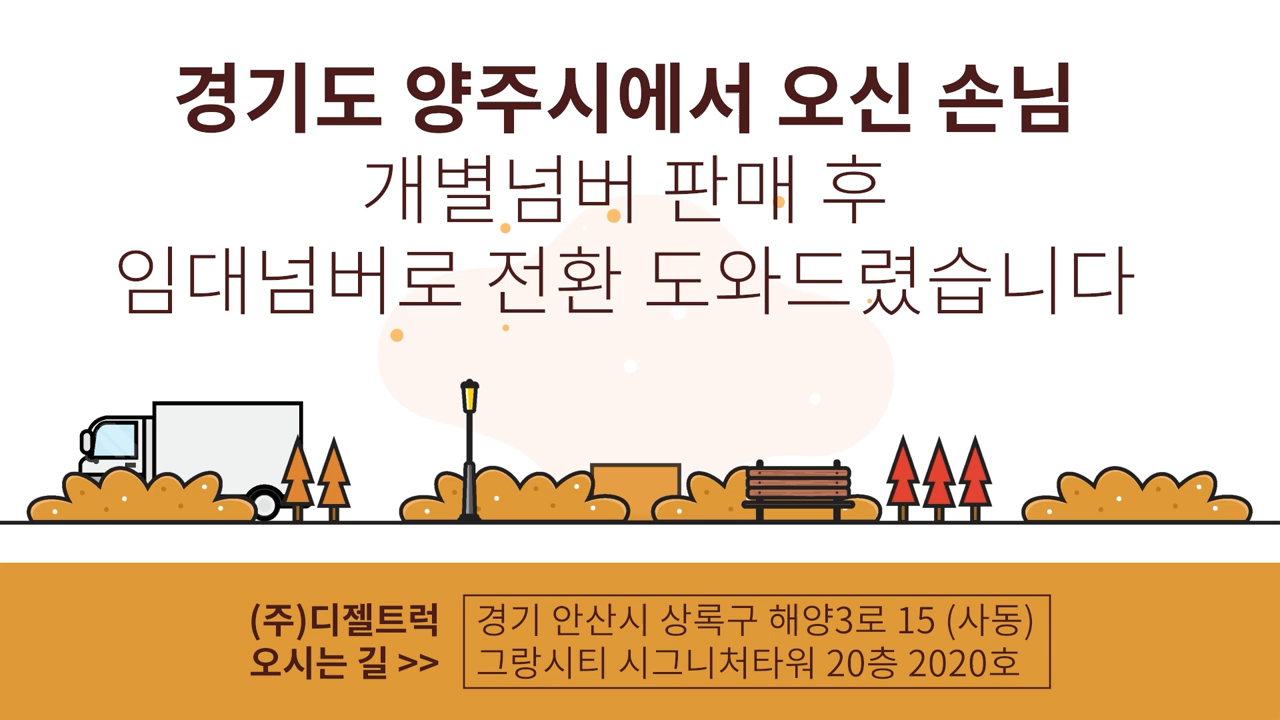 경기도 양주시에서 오신 손님
개별넘버 판매 후
임대넘버로 전환 도와드렸습니다
(주)디젤트럭
오시는 길 >>
경기 안산시 상록구 해양3로 15 (사동)
그랑시티 시그니처타워 20층 2020호